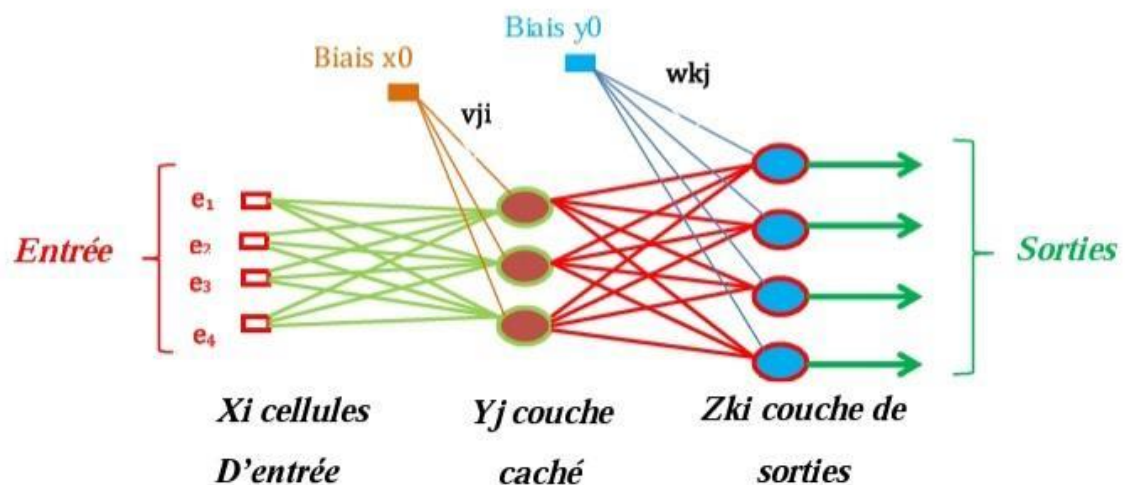 Biais y0
Biais x0
wkj
vji
e₁
e₂
e₃
e₄
Entrée
Sorties
Xi cellules
D'entrée
Yj couche
caché
Zki couche de
sorties